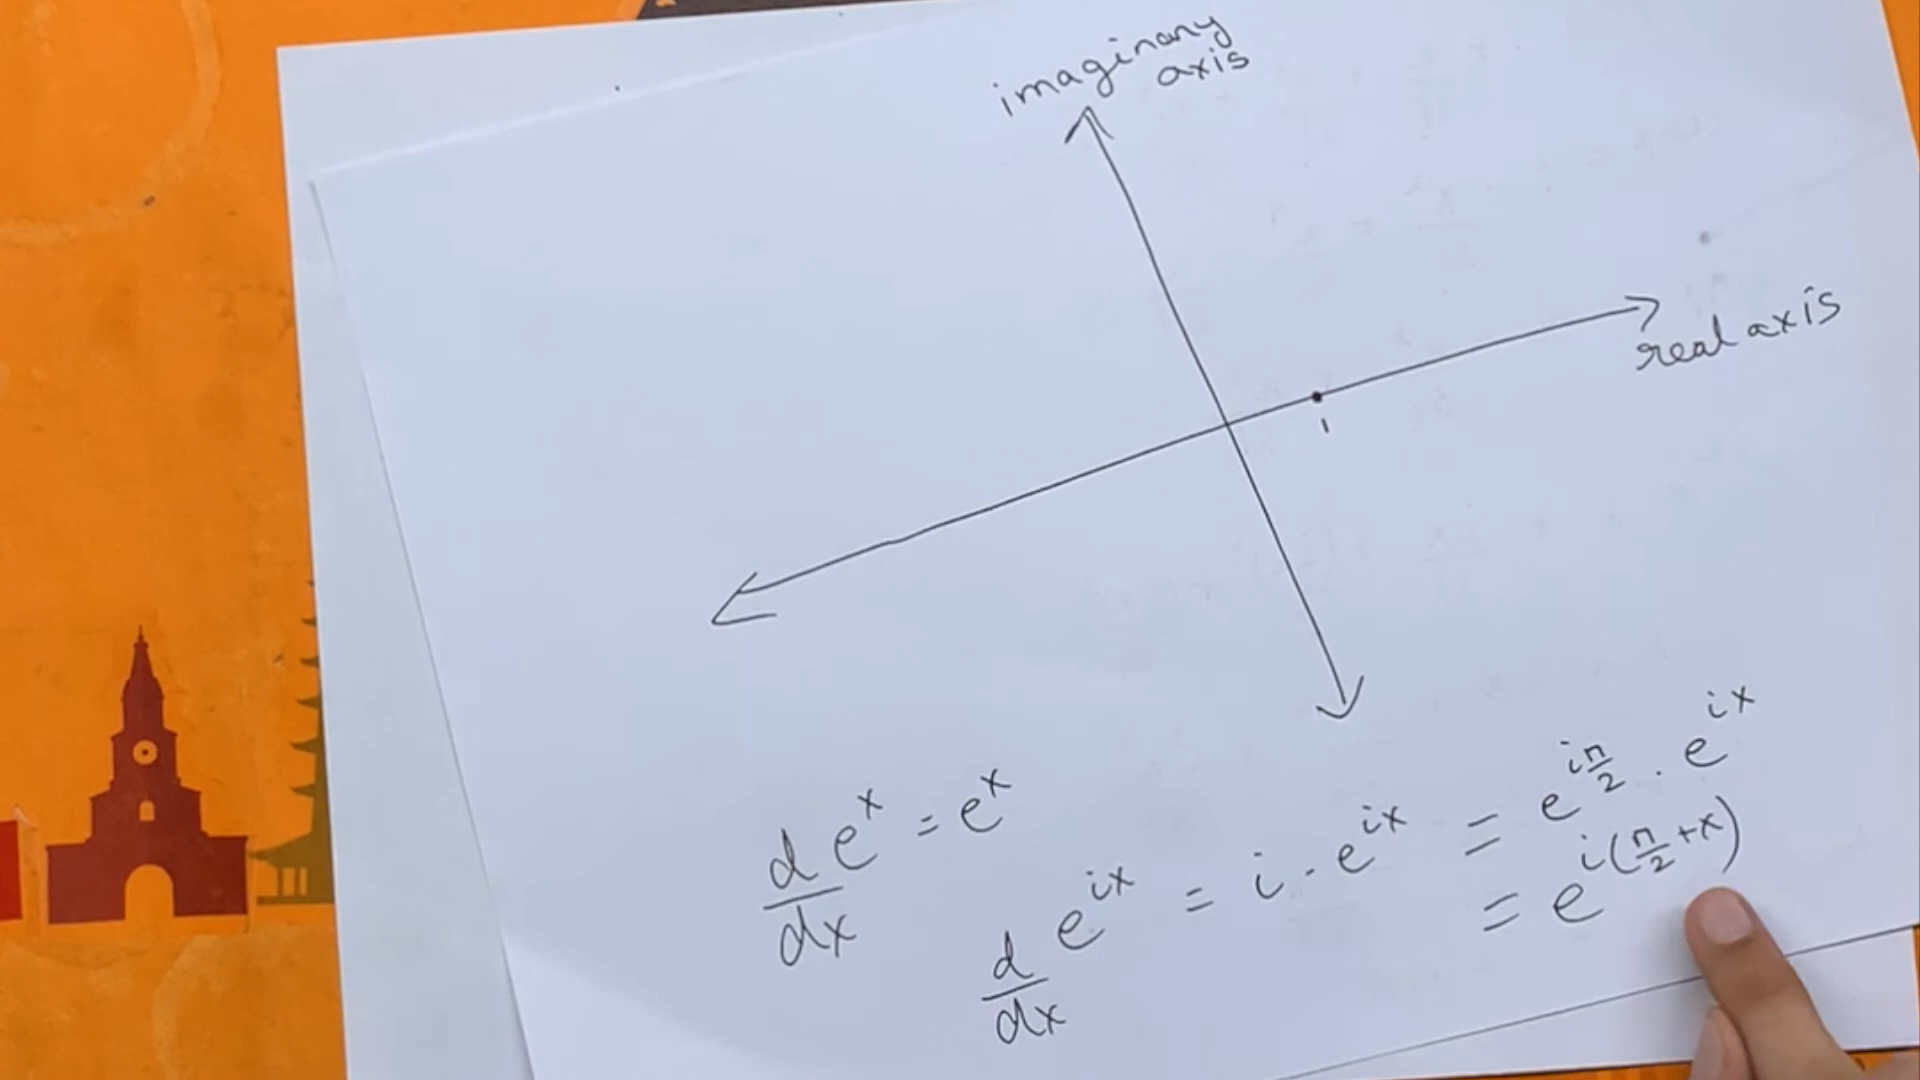 imaginary
axis
real axis
1
d/dx e^x = e^x
d/dx e^{ix} = i · e^{ix} = e^{iπ/2} · e^{ix}
= e^{i(π/2 + x)}